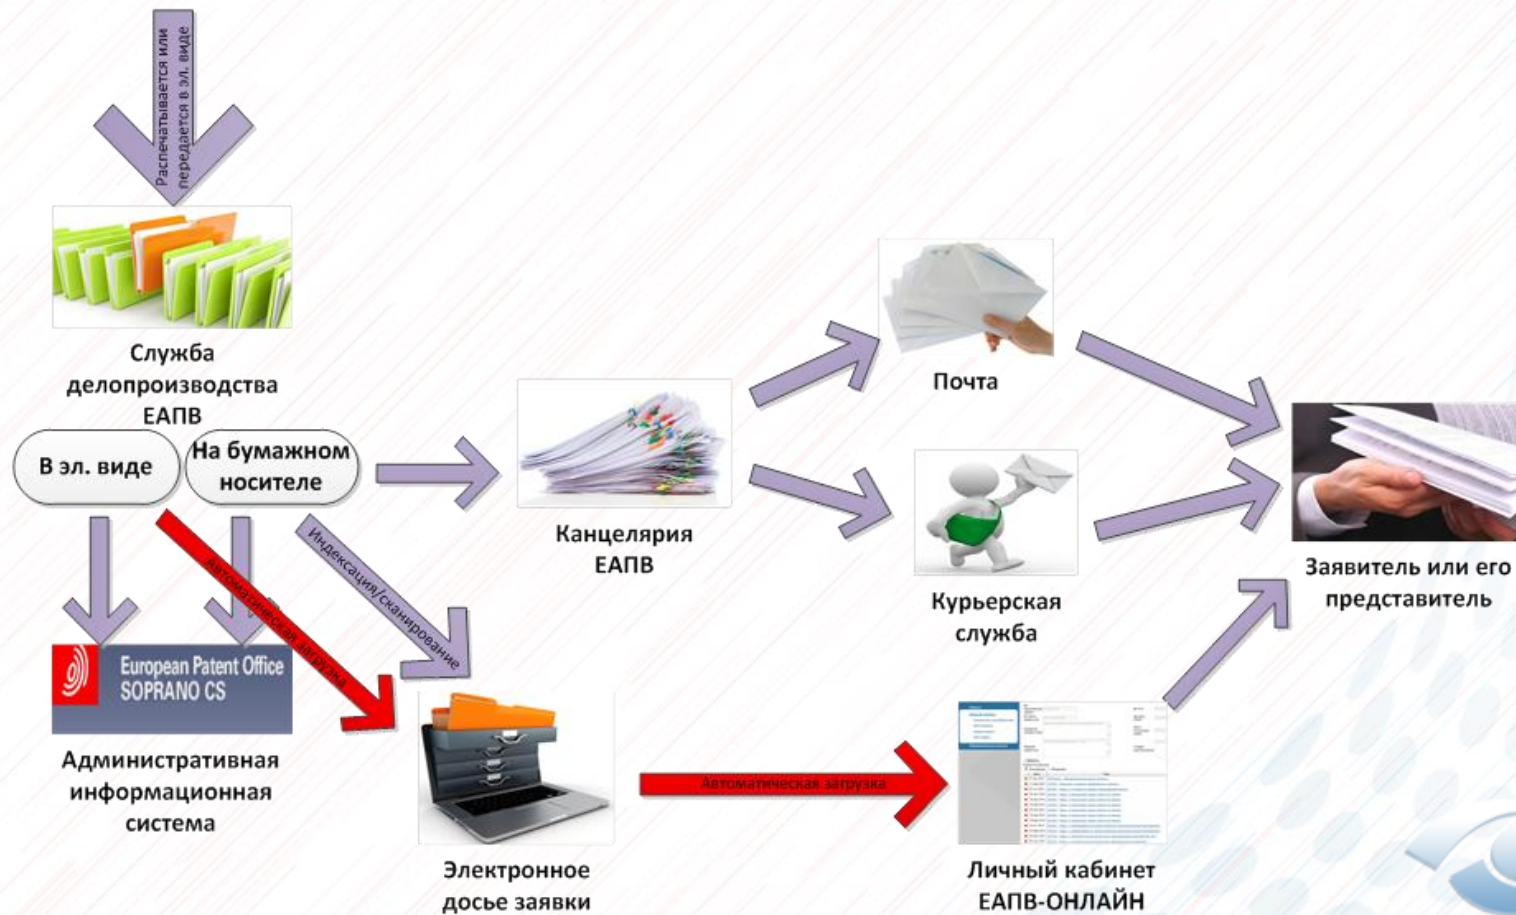 Распечатывается или
передается в эл. виде
Служба
делопроизводства
ЕАПВ
В эл. виде
На бумажном
носителе
Канцелярия
ЕАПВ
Почта
Курьерская
служба
Заявитель или его
представитель
Автоматическая загрузка
Индексация/сканирование
European Patent Office
SOPRANO CS
Административная
информационная
система
Электронное
досье заявки
Автоматическая загрузка
Личный кабинет
ЕАПВ-ОНЛАЙН